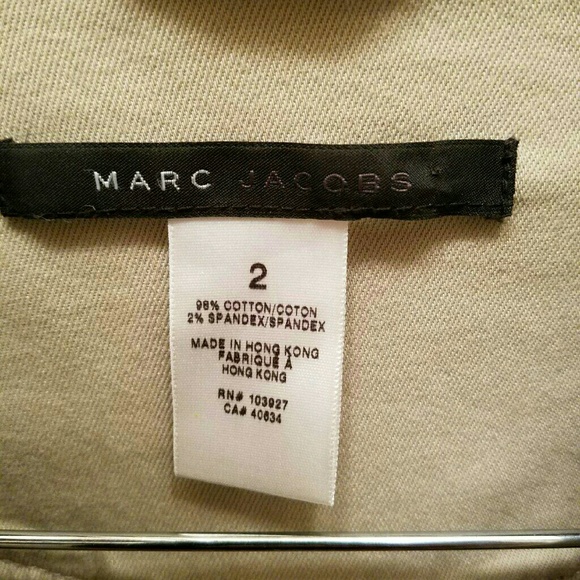 MARC JACOBS
2
98% COTTON/COTON
2% SPANDEX/SPANDEX
MADE IN HONG KONG
FABRIQUÉ À
HONG KONG
RN# 103927
CA# 40634